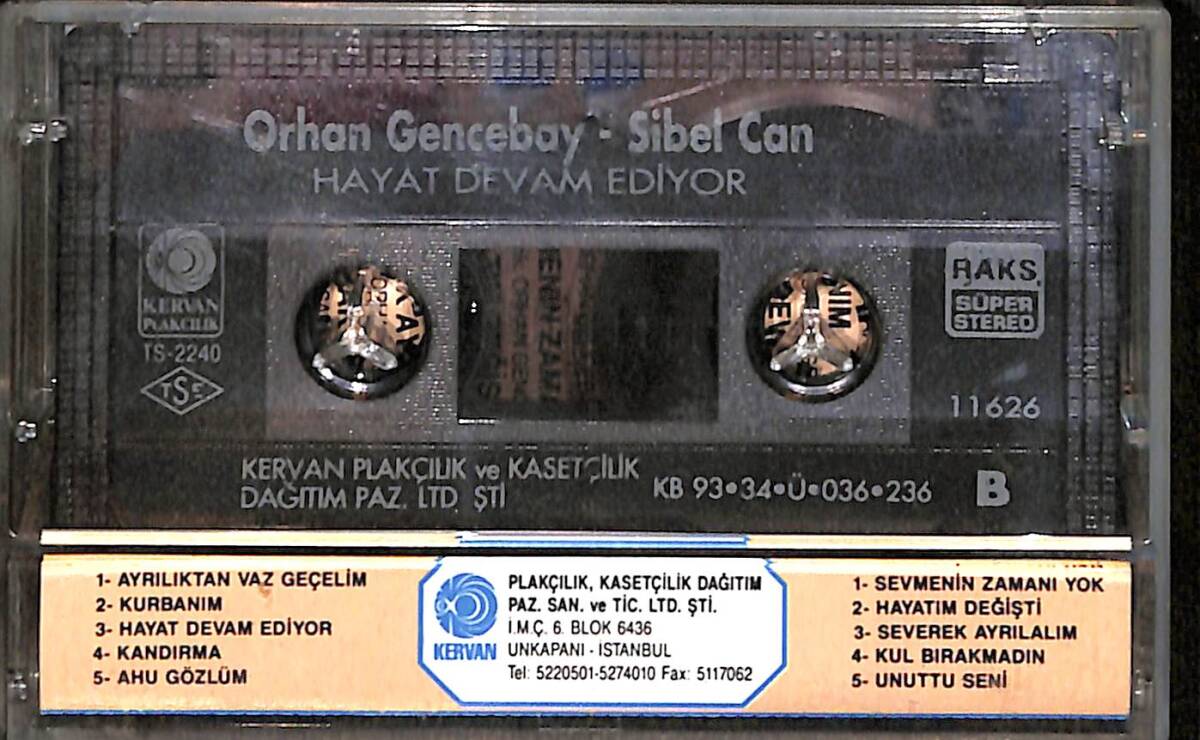 Orhan Gencebay - Sibel Can
HAYAT DEVAM EDİYOR
KERVAN
PLAKÇILIK
TS-2240
TSE
RAKS
SÜPER
STEREO
11626
KERVAN PLAKÇILIK ve KASETÇİLİK
DAĞITIM PAZ. LTD. ŞTİ
KB 93•34•Ü•036•236
B
1- AYRILIKTAN VAZ GEÇELİM
2- KURBANIM
3- HAYAT DEVAM EDİYOR
4- KANDIRMA
5- AHU GÖZLÜM
KERVAN
PLAKÇILIK, KASETÇİLİK DAĞITIM
PAZ. SAN. ve TİC. LTD. ŞTİ.
İ.M.Ç. 6. BLOK 6436
UNKAPANI - ISTANBUL
Tel: 5220501-5274010 Fax: 5117062
1- SEVMENİN ZAMANI YOK
2- HAYATIM DEĞİŞTİ
3- SEVEREK AYRILALIM
4- KUL BIRAKMADIN
5- UNUTTU SENİ